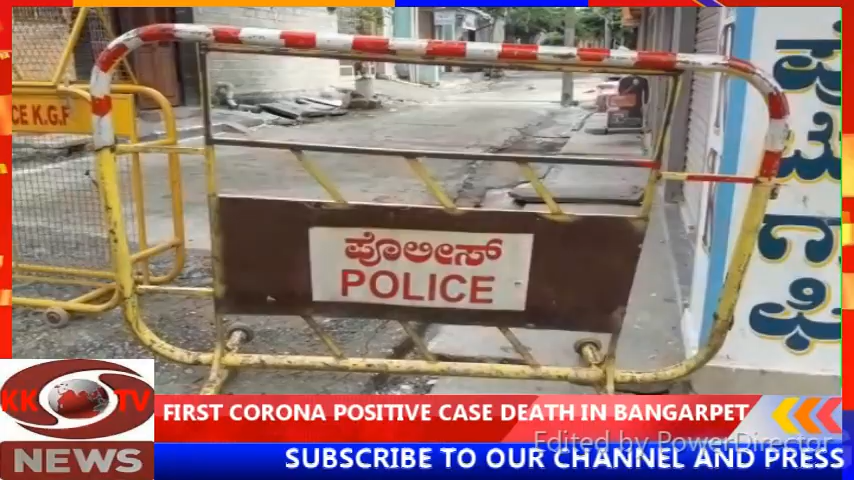 CE K.G.F
ಪೊಲೀಸ್
POLICE
KK TV
NEWS
FIRST CORONA POSITIVE CASE DEATH IN BANGARPET
Edited by PowerDirector
SUBSCRIBE TO OUR CHANNEL AND PRESS